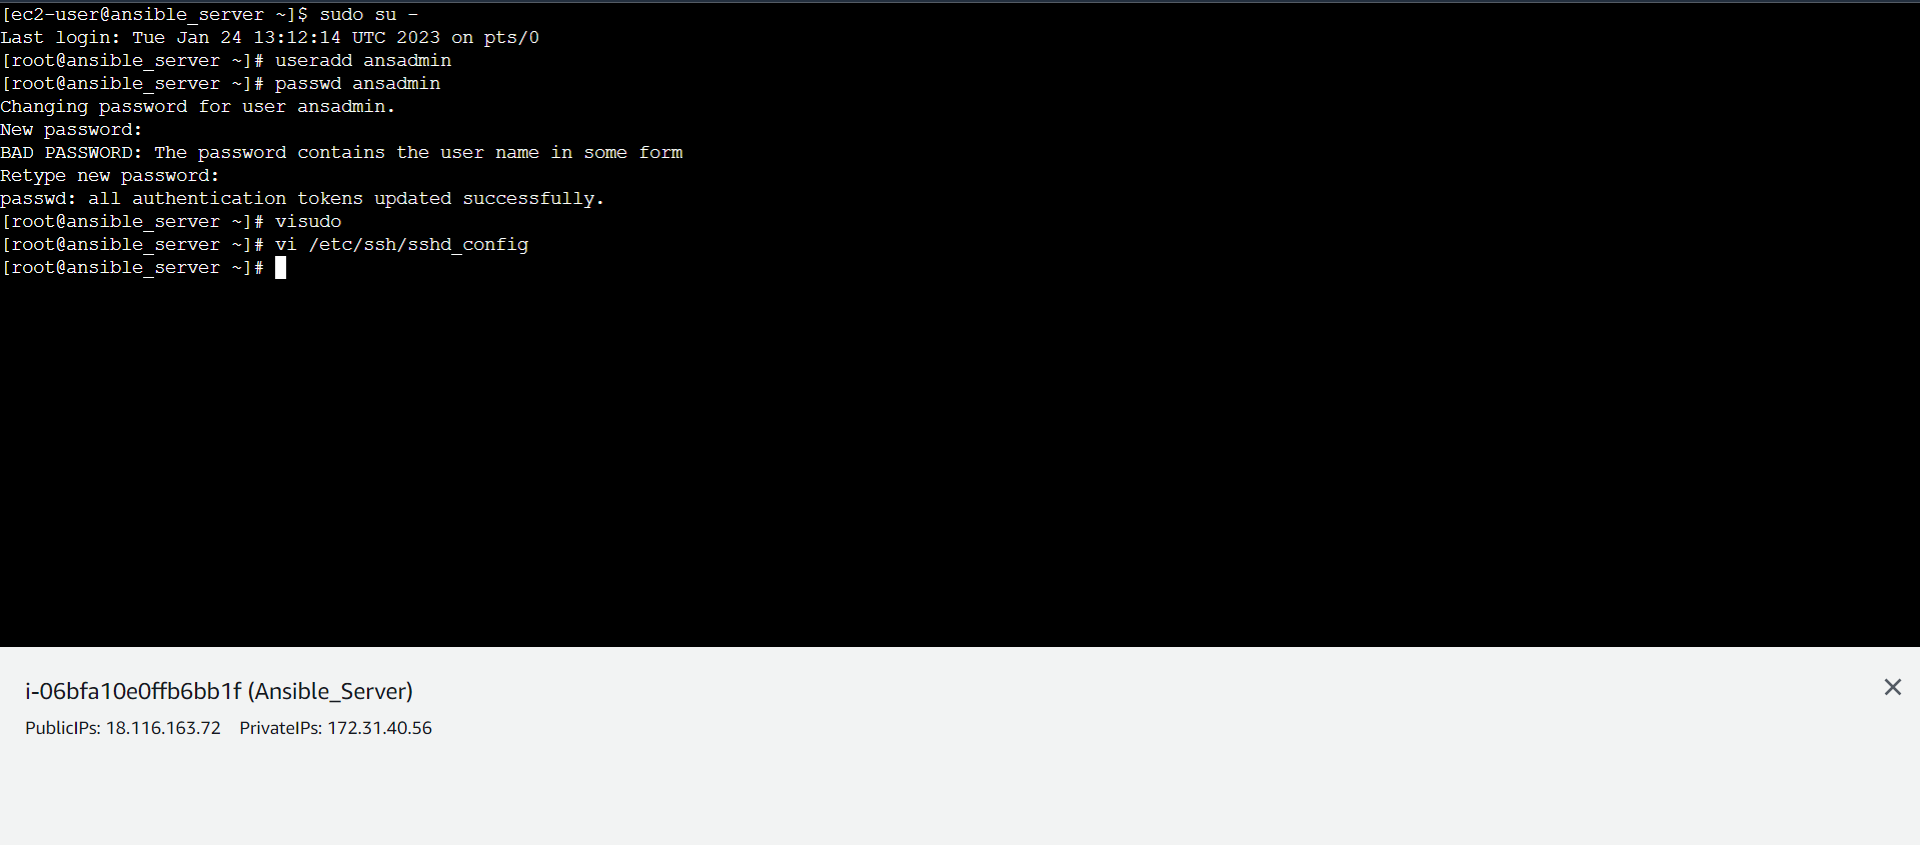 [ec2-user@ansible_server ~]$ sudo su -
Last login: Tue Jan 24 13:12:14 UTC 2023 on pts/0
[root@ansible_server ~]# useradd ansadmin
[root@ansible_server ~]# passwd ansadmin
Changing password for user ansadmin.
New password:
BAD PASSWORD: The password contains the user name in some form
Retype new password:
passwd: all authentication tokens updated successfully.
[root@ansible_server ~]# visudo
[root@ansible_server ~]# vi /etc/ssh/sshd_config
[root@ansible_server ~]#
i-06bfa10e0ffb6bb1f (Ansible_Server)
PublicIPs: 18.116.163.72 PrivateIPs: 172.31.40.56